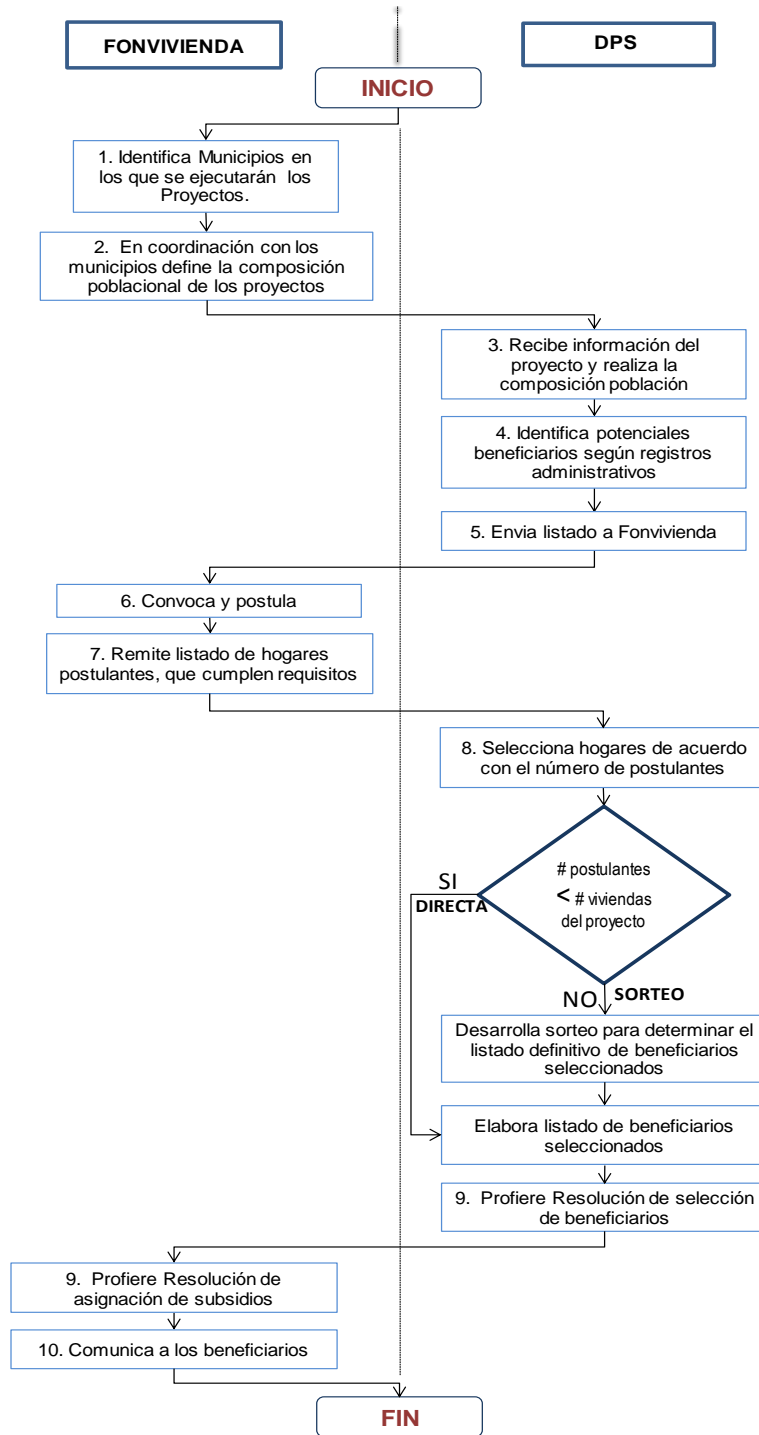 FONVIVIENDA
DPS
INICIO
1. Identifica Municipios en
los que se ejecutarán los
Proyectos.
2. En coordinación con los
municipios define la composición
poblacional de los proyectos
3. Recibe información del
proyecto y realiza la
composición población
4. Identifica potenciales
beneficiarios según registros
administrativos
5. Envia listado a Fonvivienda
6. Convoca y postula
7. Remite listado de hogares
postulantes, que cumplen requisitos
8. Selecciona hogares de acuerdo
con el número de postulantes
# postulantes
< # viviendas
del proyecto
SI
DIRECTA
NO SORTEO
Desarrolla sorteo para determinar el
listado definitivo de beneficiarios
seleccionados
Elabora listado de beneficiarios
seleccionados
9. Profiere Resolución de selección
de beneficiarios
9. Profiere Resolución de
asignación de subsidios
10. Comunica a los beneficiarios
FIN